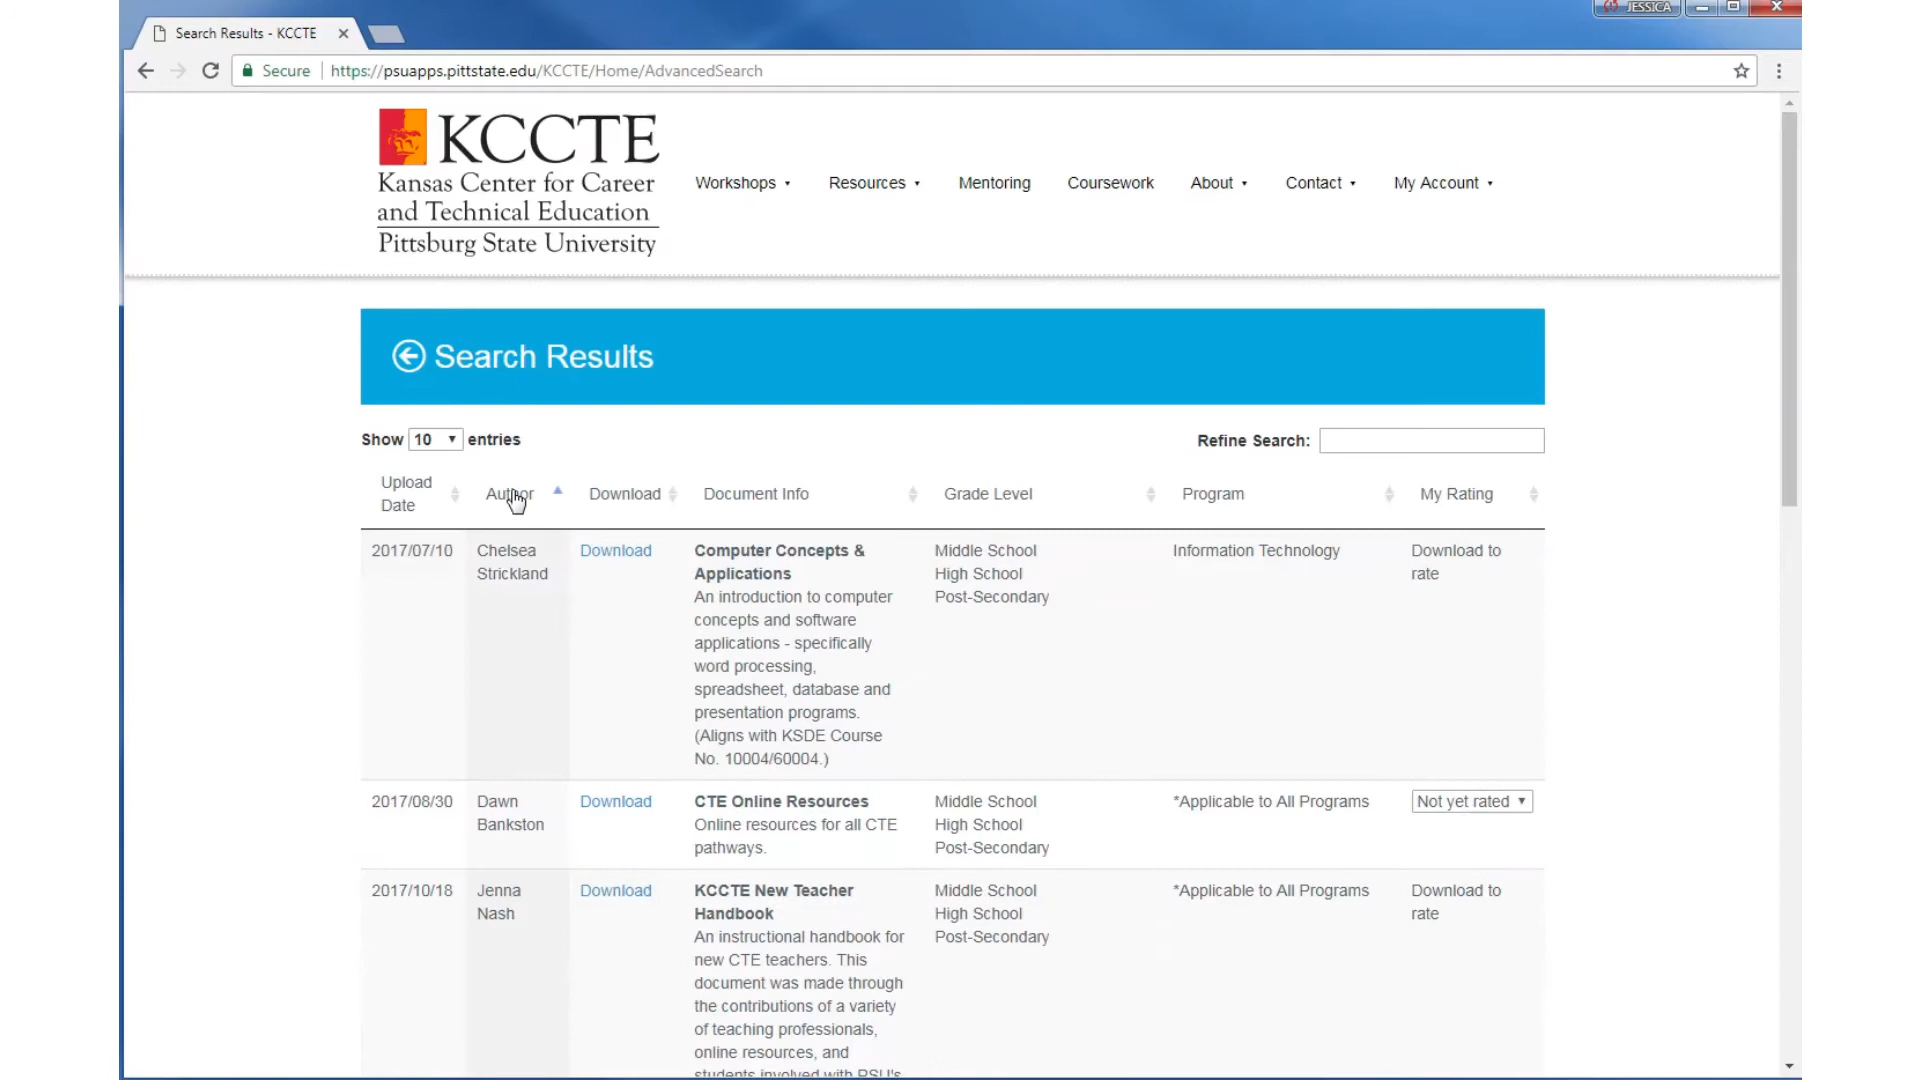 JESSICA
Search Results - KCCTE
Secure
https://psuapps.pittstate.edu/KCCTE/Home/AdvancedSearch
KCCTE
Kansas Center for Career
and Technical Education
Pittsburg State University
Workshops Resources Mentoring Coursework About Contact My Account
Search Results
Show 10 entries
Refine Search:
Upload Date Author Download Document Info Grade Level Program My Rating
2017/07/10 Chelsea Download Computer Concepts & Middle School Information Technology Download to
Strickland Applications High School rate
An introduction to computer Post-Secondary
concepts and software
applications - specifically
word processing,
spreadsheet, database and
presentation programs.
(Aligns with KSDE Course
No. 10004/60004.)
2017/08/30 Dawn Download CTE Online Resources Middle School *Applicable to All Programs Not yet rated
Bankston Online resources for all CTE High School
pathways. Post-Secondary
2017/10/18 Jenna Download KCCTE New Teacher Middle School *Applicable to All Programs Download to
Nash Handbook High School rate
An instructional handbook for Post-Secondary
new CTE teachers. This
document was made through
the contributions of a variety
of teaching professionals,
online resources, and
students involved with PSU's